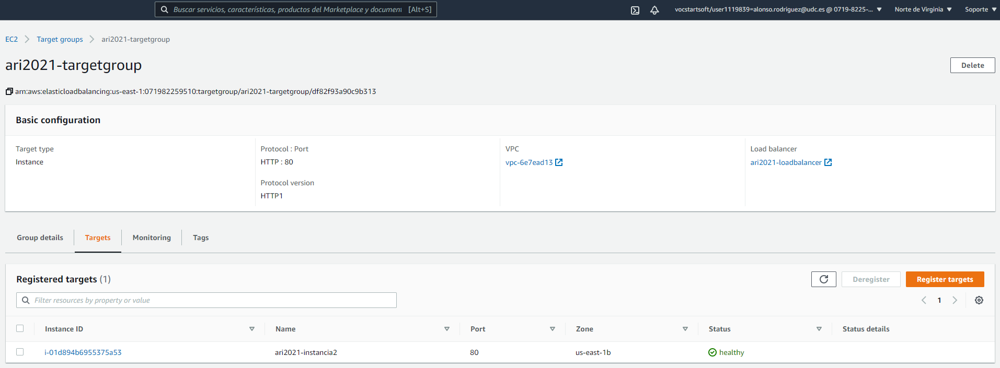 Buscar servicios, características, productos del Marketplace y document [Alt+S]
vocstartsoft/user1119839=alonso.rodriguez@udc.es @ 0719-8225-... Norte de Virginia Soporte
EC2 Target groups ari2021-targetgroup
ari2021-targetgroup
Delete
arn:aws:elasticloadbalancing:us-east-1:071982259510:targetgroup/ari2021-targetgroup/df82f93a90c9b313
Basic configuration
Target type
Instance
Protocol : Port
HTTP : 80
Protocol version
HTTP1
VPC
vpc-6e7ead13
Load balancer
ari2021-loadbalancer
Group details Targets Monitoring Tags
Registered targets (1)
Deregister Register targets
Filter resources by property or value
1
Instance ID Name Port Zone Status Status details
i-01d894b6955375a53 ari2021-instancia2 80 us-east-1b healthy